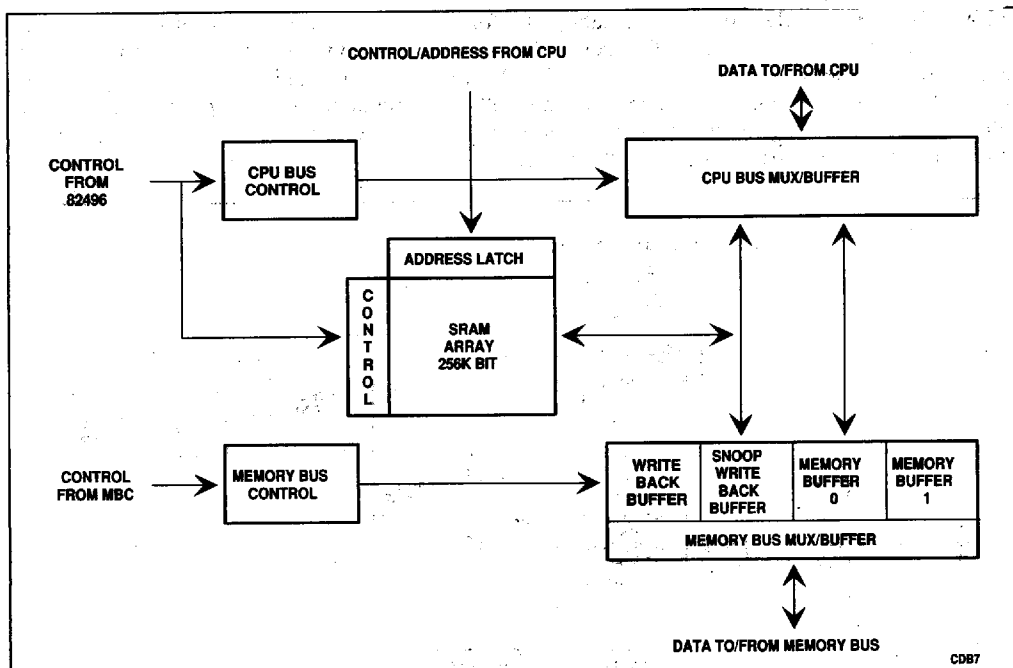 CONTROL/ADDRESS FROM CPU
DATA TO/FROM CPU
CONTROL
FROM
82496
CPU BUS
CONTROL
CPU BUS MUX/BUFFER
ADDRESS LATCH
CONTROL
SRAM
ARRAY
256K BIT
CONTROL
FROM MBC
MEMORY BUS
CONTROL
WRITE
BACK
BUFFER
SNOOP
WRITE
BACK
BUFFER
MEMORY
BUFFER
0
MEMORY
BUFFER
1
MEMORY BUS MUX/BUFFER
DATA TO/FROM MEMORY BUS
CDB7